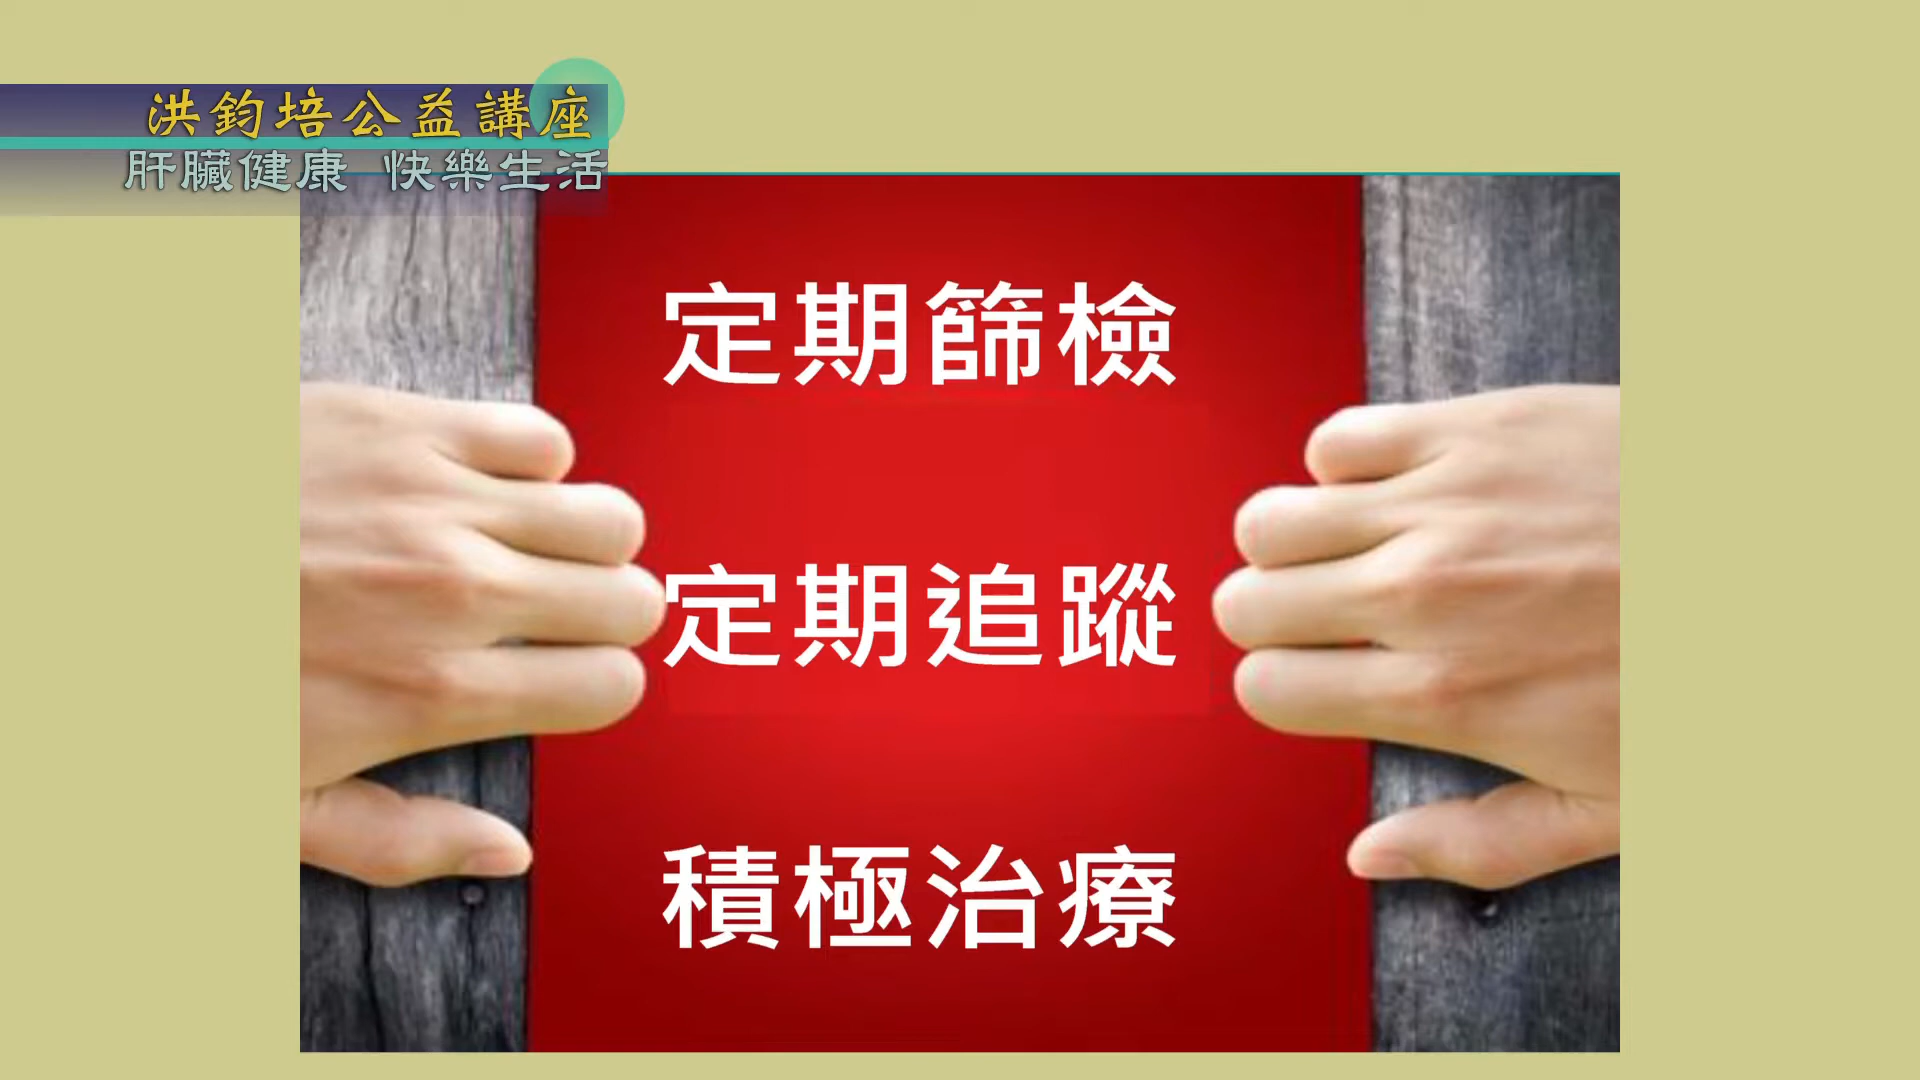 洪鈞培公益講座
肝臟健康 快樂生活
定期篩檢
定期追蹤
積極治療